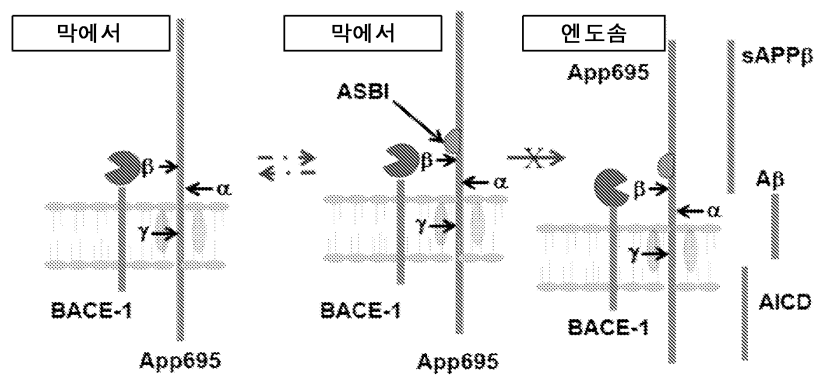 막에서
β
α
γ
BACE-1
App695
막에서
ASBI
β
α
γ
BACE-1
App695
X
엔도솜
App695
β
α
γ
BACE-1
sAPPβ
Aβ
AICD